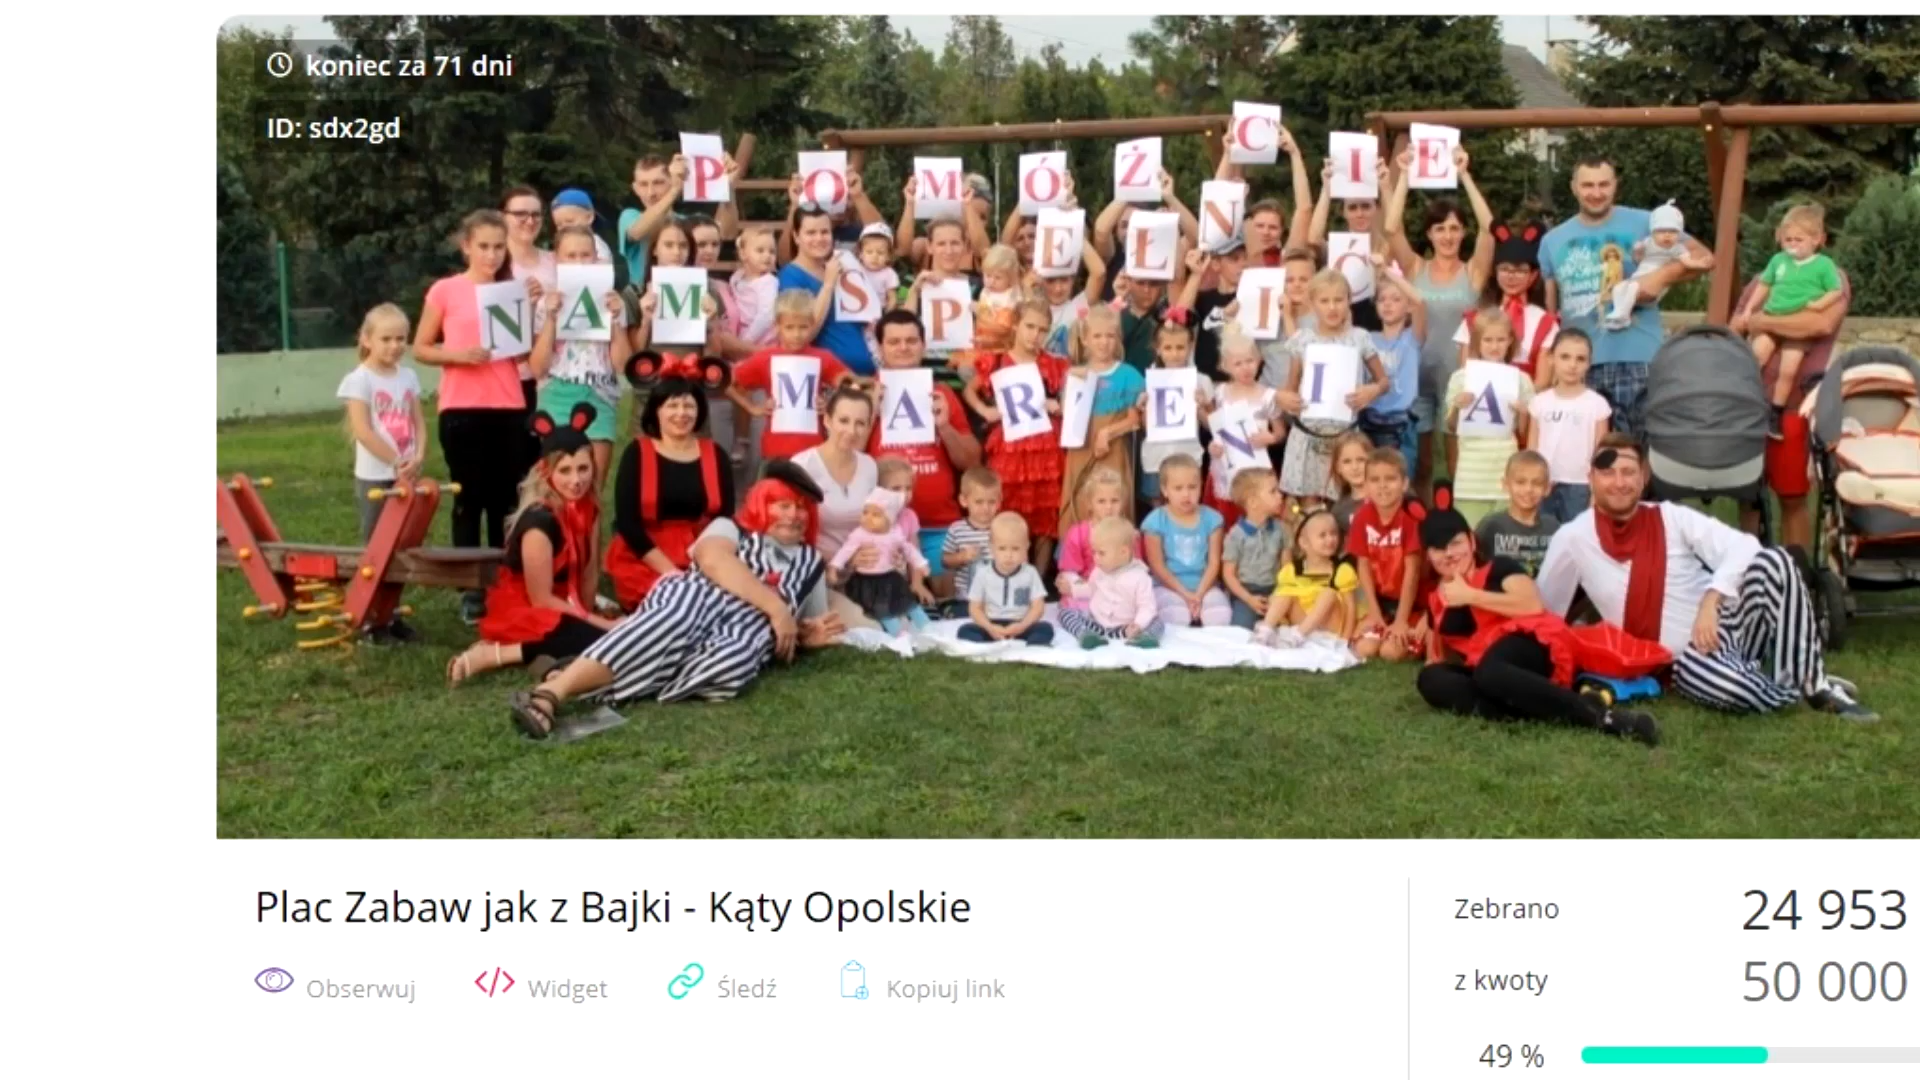 koniec za 71 dni
ID: sdx2gd
POMÓŻCIE
NAM SPEŁNIĆ
MARZENIA
Plac Zabaw jak z Bajki - Kąty Opolskie
Obserwuj Widget Śledź Kopiuj link
Zebrano 24 953
z kwoty 50 000
49 %